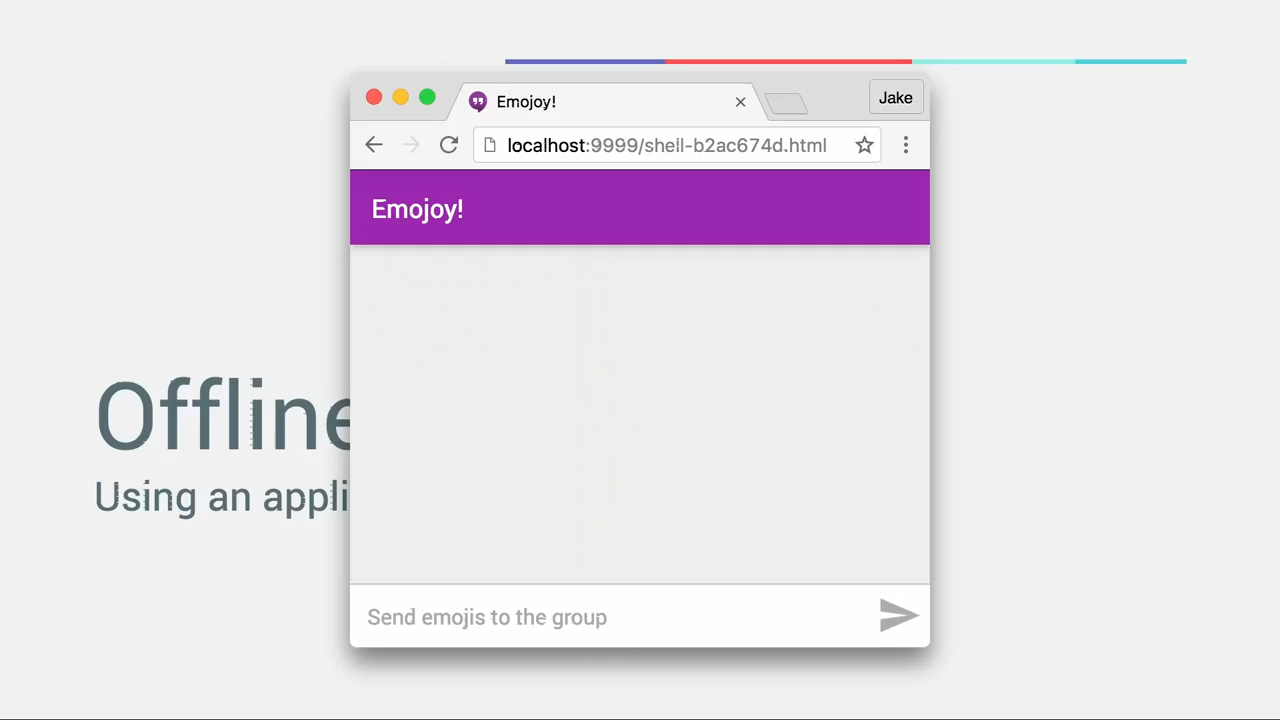 Emojoy!
Jake
localhost:9999/shell-b2ac674d.html
Emojoy!
Offline
Using an appli
Send emojis to the group